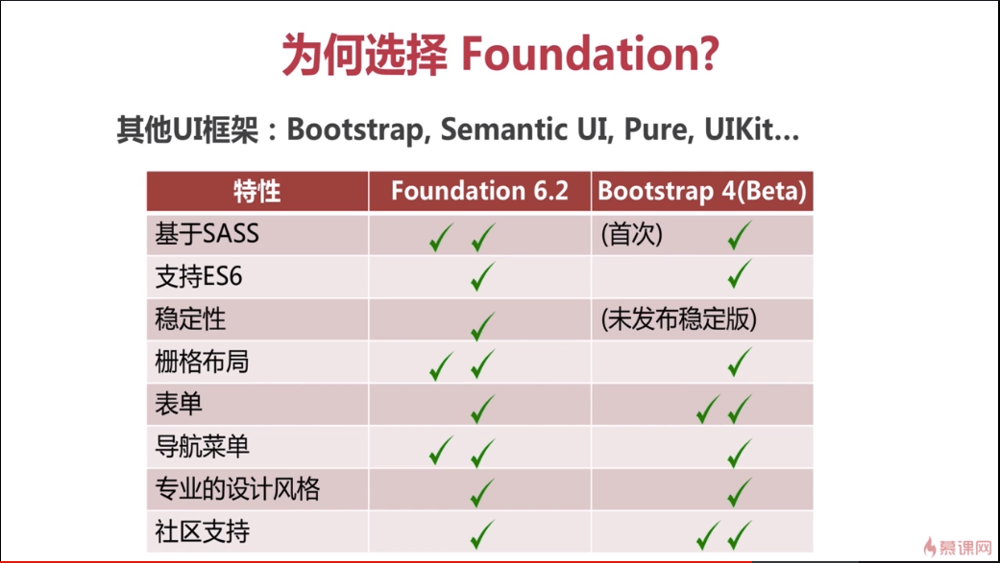 为何选择 Foundation?
其他UI框架：Bootstrap, Semantic UI, Pure, UIKit...
特性 Foundation 6.2 Bootstrap 4(Beta)
基于SASS ✓ ✓ (首次) ✓
支持ES6 ✓ ✓
稳定性 ✓ (未发布稳定版)
栅格布局 ✓ ✓ ✓
表单 ✓ ✓ ✓
导航菜单 ✓ ✓ ✓
专业的设计风格 ✓ ✓
社区支持 ✓ ✓ ✓
慕课网